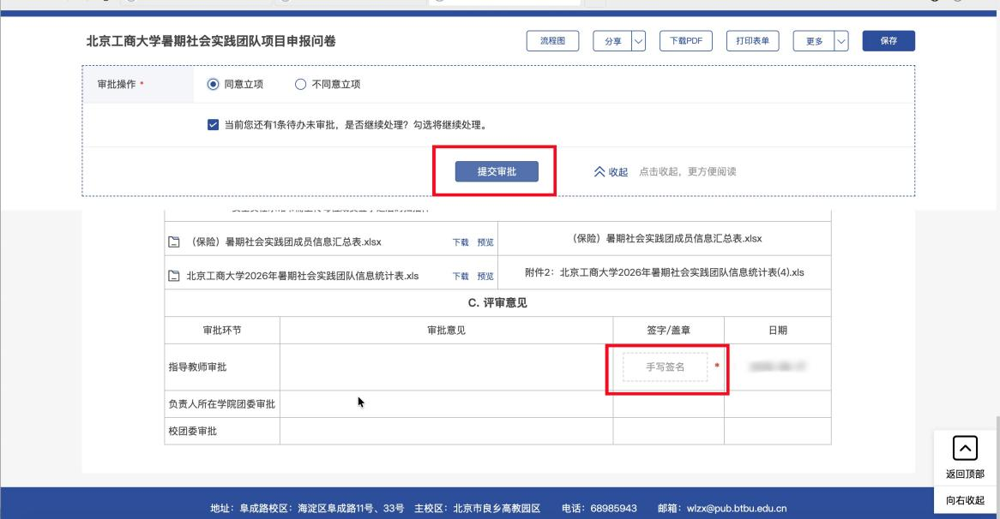 北京工商大学暑期社会实践团队项目申报问卷
流程图 分享 下载PDF 打印表单 更多 保存
审批操作 * 同意立项 不同意立项
当前您还有1条待办未审批，是否继续处理？勾选将继续处理。
提交审批 收起 点击收起，更方便阅读
（保险）暑期社会实践团成员信息汇总表.xlsx 下载 预览 （保险）暑期社会实践团成员信息汇总表.xlsx
北京工商大学2026年暑期社会实践团队信息统计表.xls 下载 预览 附件2：北京工商大学2026年暑期社会实践团队信息统计表(4).xls
C. 评审意见
审批环节 审批意见 签字/盖章 日期
指导教师审批 手写签名 *
负责人所在学院团委审批
校团委审批
返回顶部
向右收起
地址：阜成路校区：海淀区阜成路11号、33号 主校区：北京市良乡高教园区 电话：68985943 邮箱：wlzx@pub.btbu.edu.cn